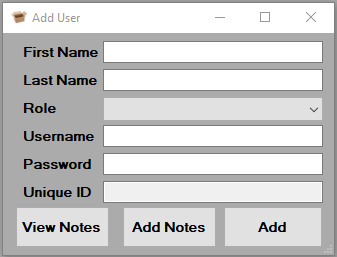 Add User
First Name
Last Name
Role
Username
Password
Unique ID
View Notes Add Notes Add